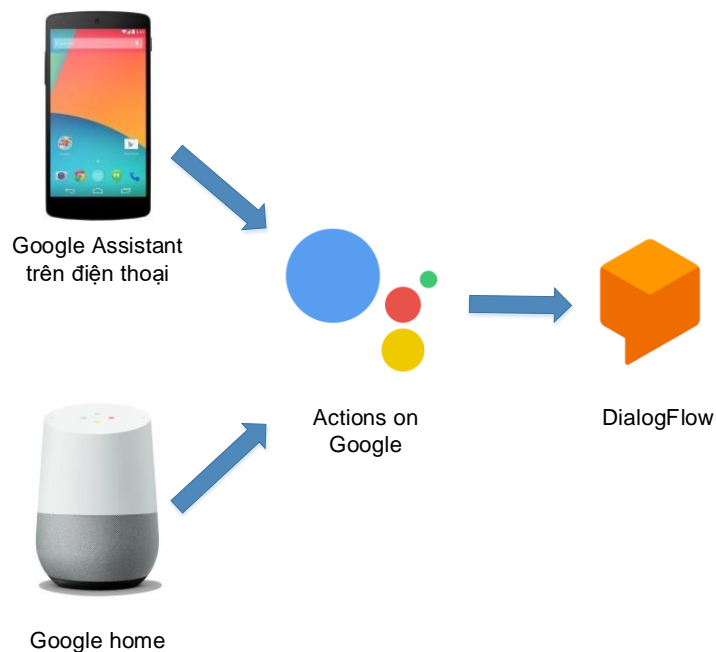 Google Assistant
trên điện thoại
Actions on
Google
DialogFlow
Google home